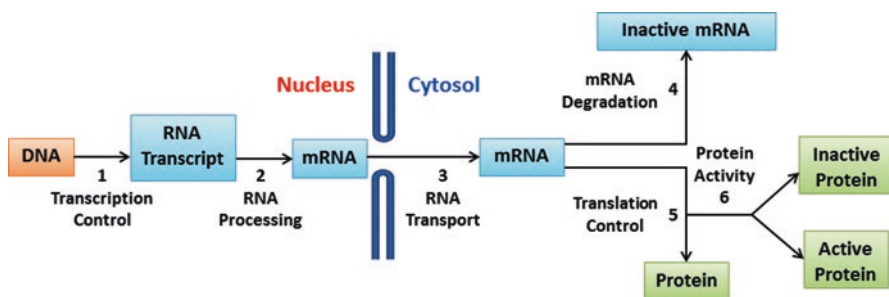 DNA
1
Transcription
Control
RNA
Transcript
2
RNA
Processing
mRNA
Nucleus
Cytosol
3
RNA
Transport
mRNA
Inactive mRNA
mRNA
Degradation
4
Translation
Control
5
Protein
Protein
Activity
6
Inactive
Protein
Active
Protein